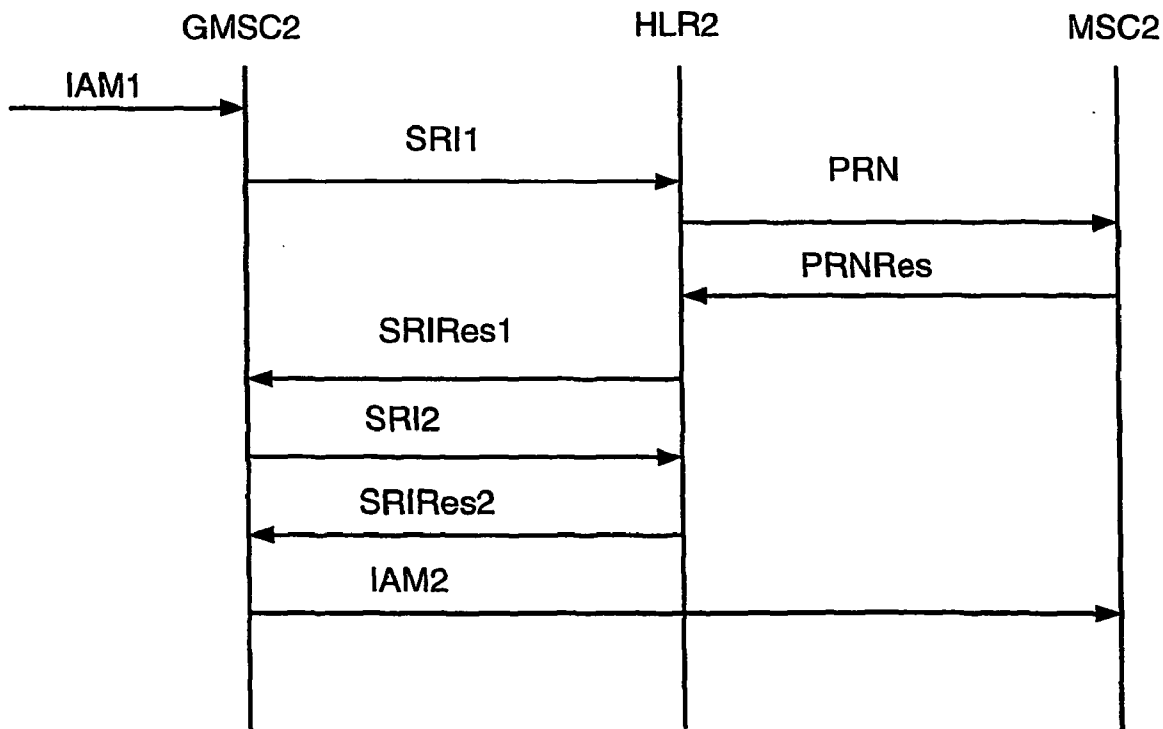 GMSC2 HLR2 MSC2
IAM1
SRI1
PRN
PRNRes
SRIRes1
SRI2
SRIRes2
IAM2